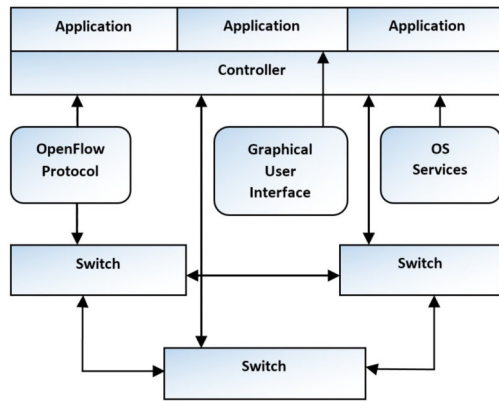 Application Application Application
Controller
OpenFlow
Protocol
Graphical
User
Interface
OS
Services
Switch
Switch
Switch